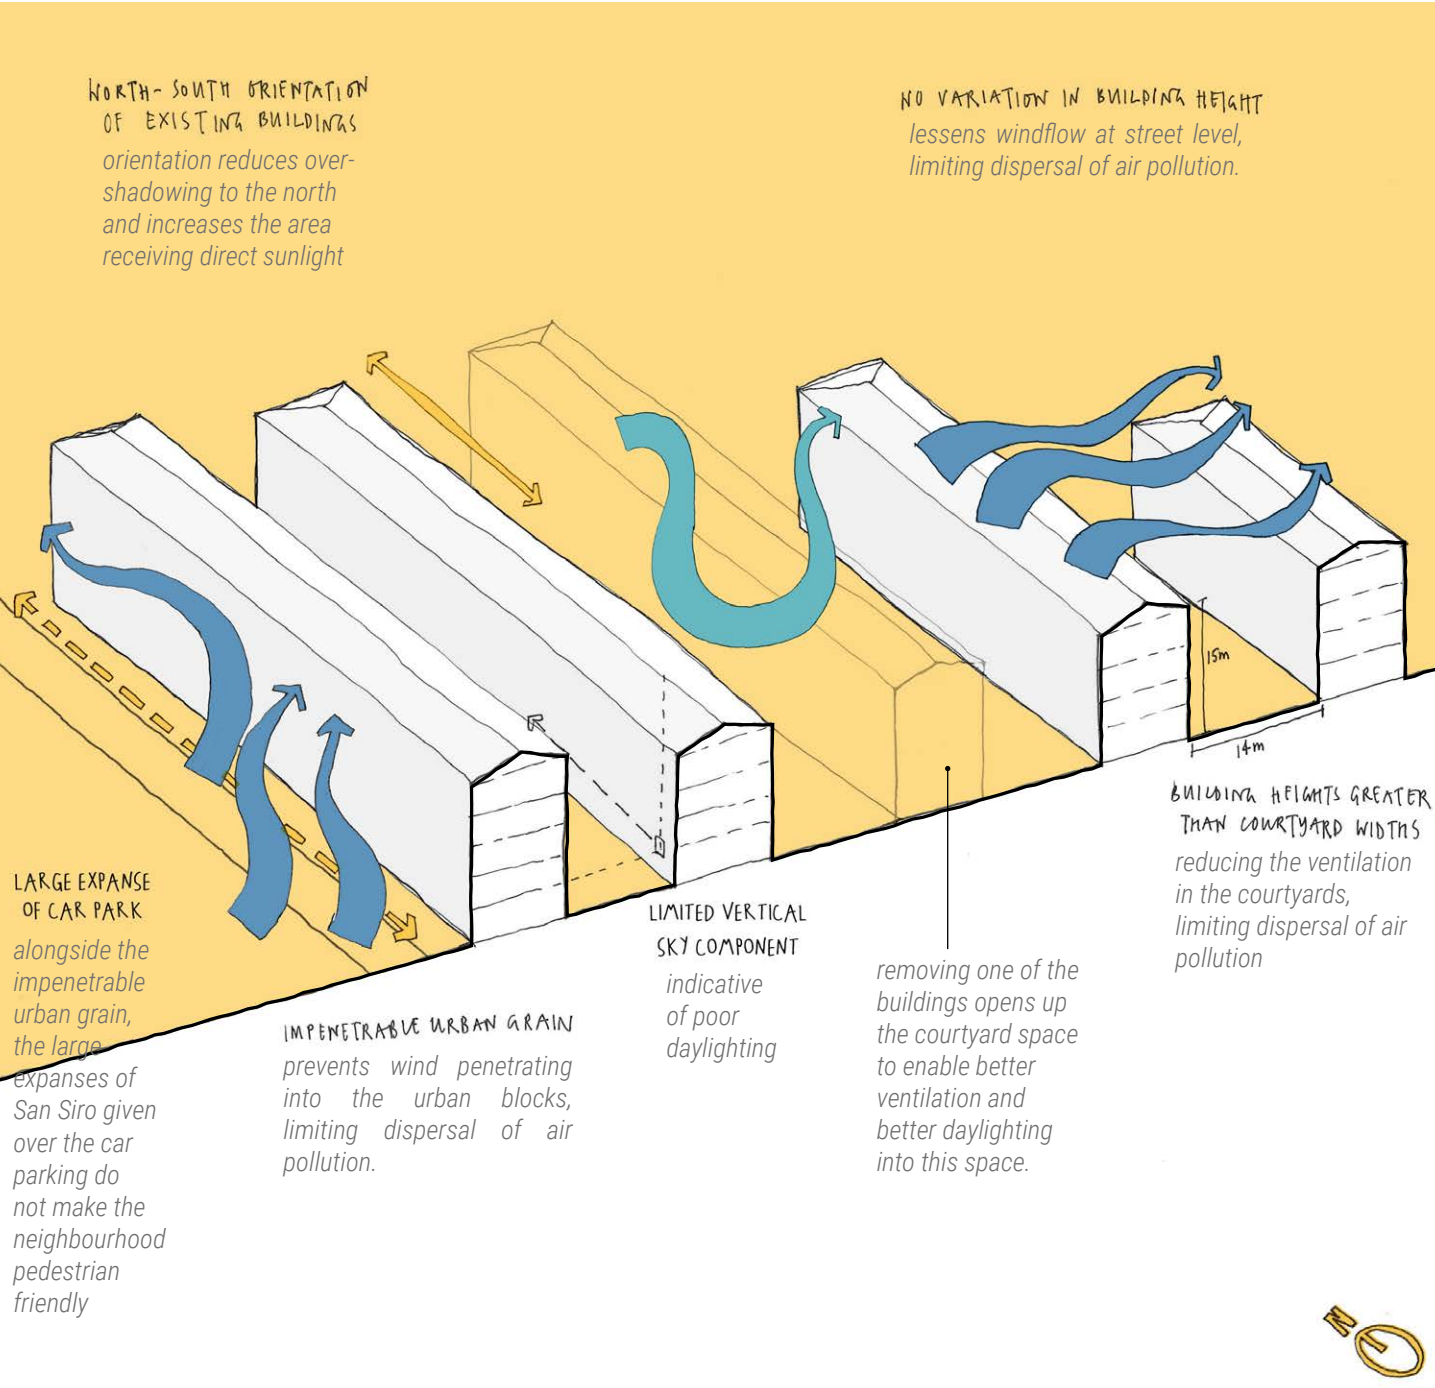 NORTH-SOUTH ORIENTATION
OF EXISTING BUILDINGS
orientation reduces over-
shadowing to the north
and increases the area
receiving direct sunlight
NO VARIATION IN BUILDING HEIGHT
lessens windflow at street level,
limiting dispersal of air pollution.
15m
14m
BUILDING HEIGHTS GREATER
THAN COURTYARD WIDTHS
reducing the ventilation
in the courtyards,
limiting dispersal of air
pollution
LARGE EXPANSE
OF CAR PARK
alongside the
impenetrable
urban grain,
the large
expanses of
San Siro given
over the car
parking do
not make the
neighbourhood
pedestrian
friendly
IMPENETRABLE URBAN GRAIN
prevents wind penetrating
into the urban blocks,
limiting dispersal of air
pollution.
LIMITED VERTICAL
SKY COMPONENT
indicative
of poor
daylighting
removing one of the
buildings opens up
the courtyard space
to enable better
ventilation and
better daylighting
into this space.
N